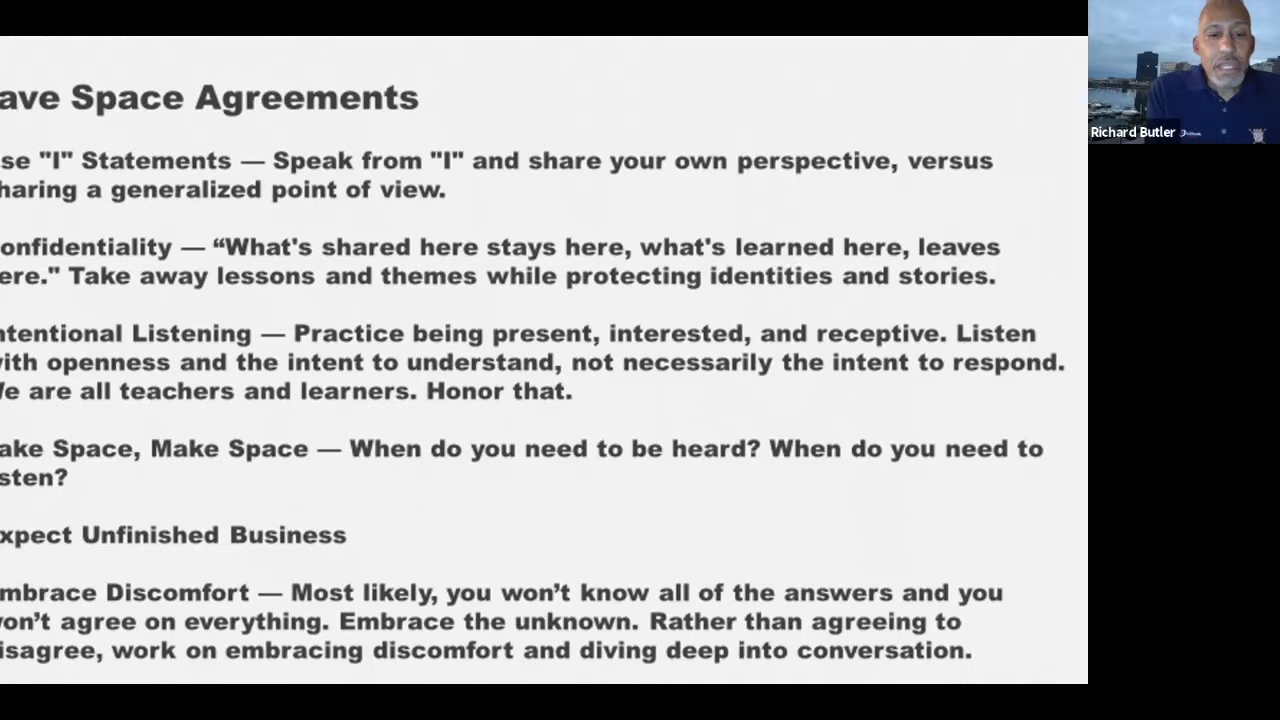 ave Space Agreements
se "I" Statements — Speak from "I" and share your own perspective, versus
haring a generalized point of view.
onfidentiality — “What's shared here stays here, what's learned here, leaves
ere." Take away lessons and themes while protecting identities and stories.
ntentional Listening — Practice being present, interested, and receptive. Listen
vith openness and the intent to understand, not necessarily the intent to respond.
Ve are all teachers and learners. Honor that.
ake Space, Make Space — When do you need to be heard? When do you need to
sten?
xpect Unfinished Business
mbrace Discomfort — Most likely, you won’t know all of the answers and you
von’t agree on everything. Embrace the unknown. Rather than agreeing to
isagree, work on embracing discomfort and diving deep into conversation.
Richard Butler